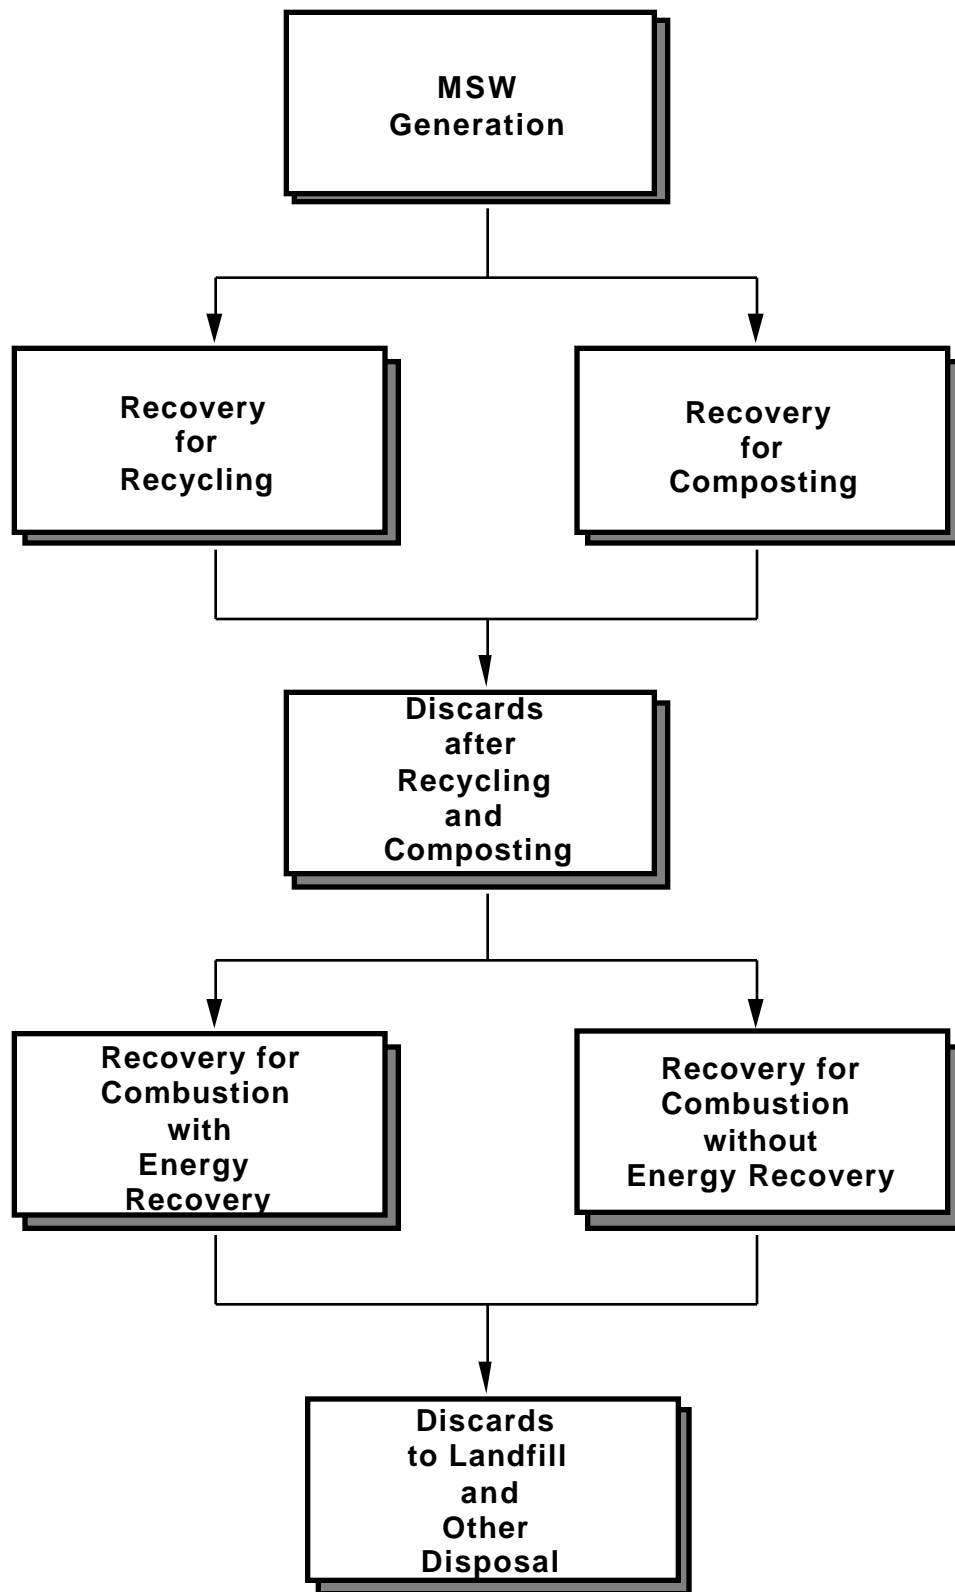 MSW
Generation
Recovery
for
Recycling
Recovery
for
Composting
Discards
after
Recycling
and
Composting
Recovery for
Combustion
with
Energy
Recovery
Recovery for
Combustion
without
Energy Recovery
Discards
to Landfill
and
Other
Disposal